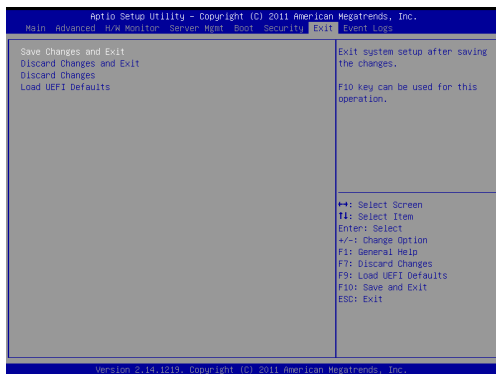 Aptio Setup Utility - Copyright (C) 2011 American Megatrends, Inc.
Main Advanced H/W Monitor Server Mgmt Boot Security Exit Event Logs
Save Changes and Exit
Discard Changes and Exit
Discard Changes
Load UEFI Defaults
Exit system setup after saving
the changes.
F10 key can be used for this
operation.
↔: Select Screen
↑↓: Select Item
Enter: Select
+/-: Change Option
F1: General Help
F7: Discard Changes
F9: Load UEFI Defaults
F10: Save and Exit
ESC: Exit
Version 2.14.1219. Copyright (C) 2011 American Megatrends, Inc.